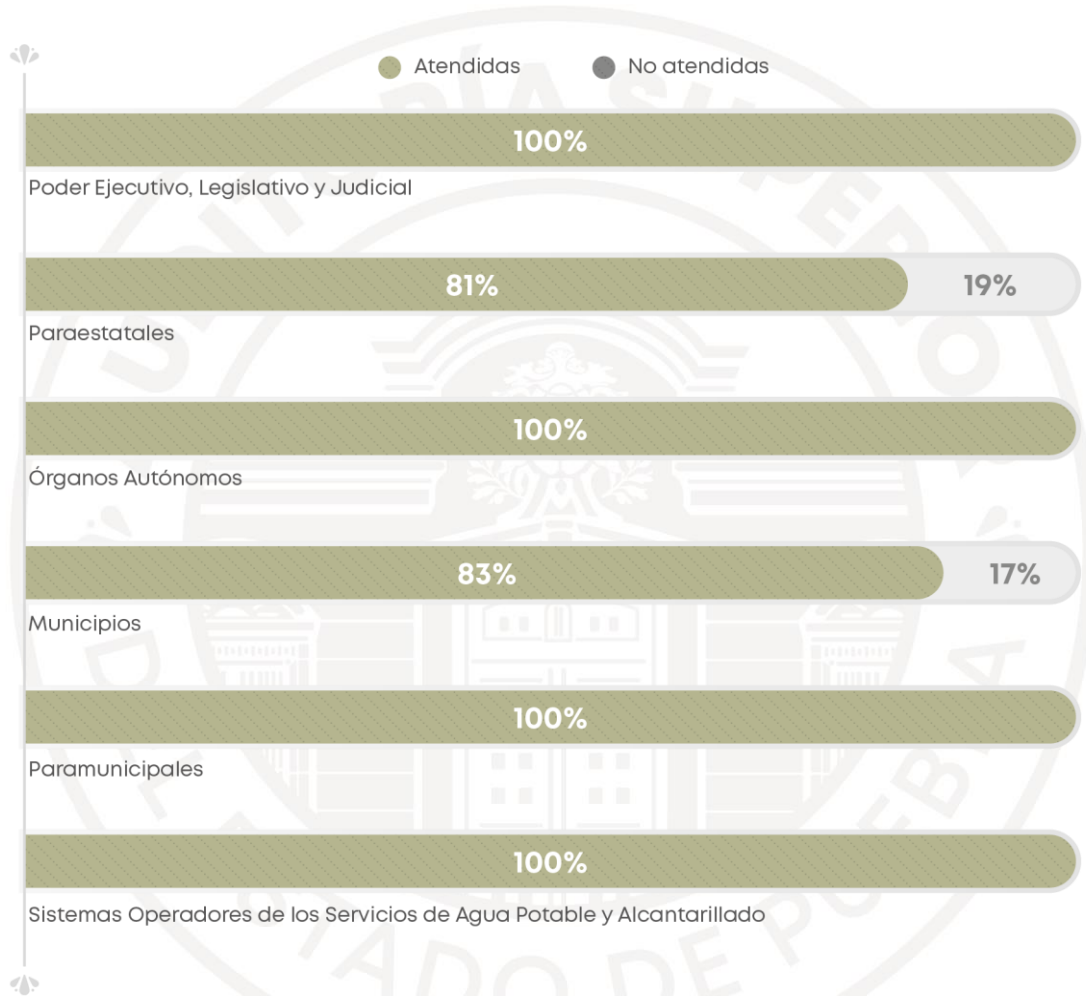 Atendidas No atendidas
100%
Poder Ejecutivo, Legislativo y Judicial
81% 19%
Paraestatales
100%
Órganos Autónomos
83% 17%
Municipios
100%
Paramunicipales
100%
Sistemas Operadores de los Servicios de Agua Potable y Alcantarillado